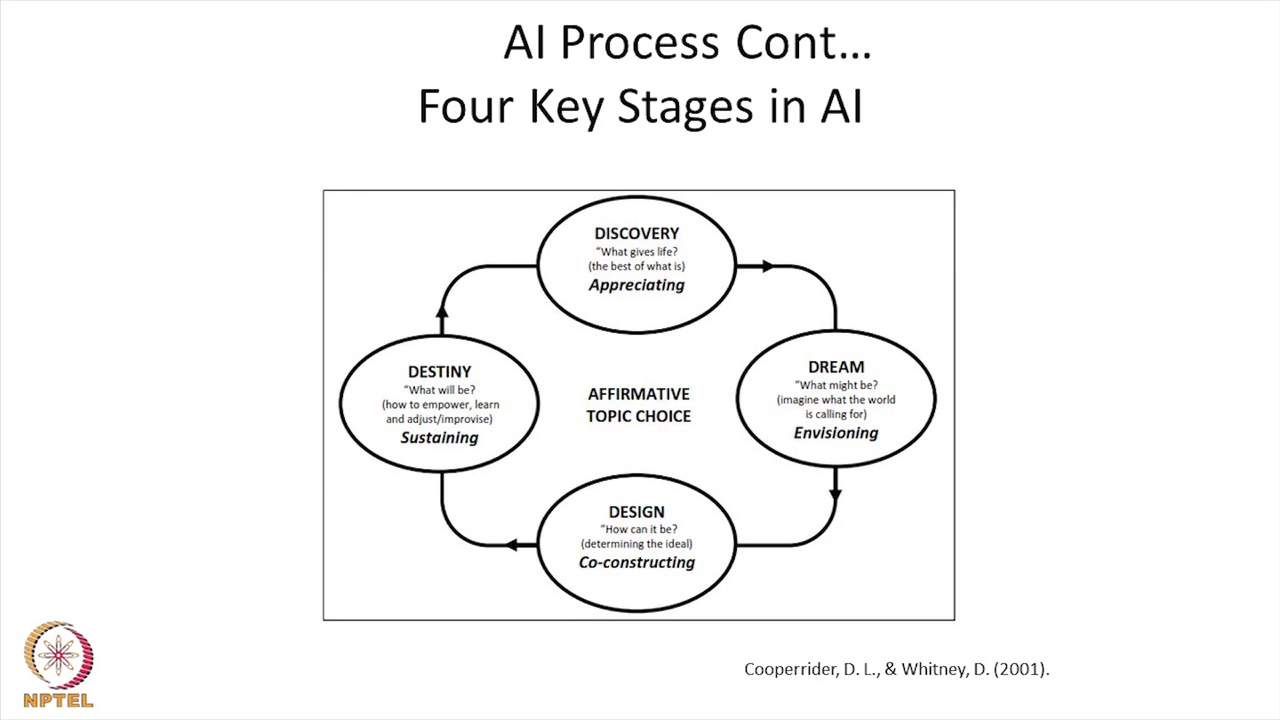 AI Process Cont...
Four Key Stages in AI
DISCOVERY
"What gives life?
(the best of what is)
Appreciating
DREAM
"What might be?
(imagine what the world
is calling for)
Envisioning
DESIGN
"How can it be?
(determining the ideal)
Co-constructing
DESTINY
"What will be?
(how to empower, learn
and adjust/improvise)
Sustaining
AFFIRMATIVE
TOPIC CHOICE
Cooperrider, D. L., & Whitney, D. (2001).
NPTEL